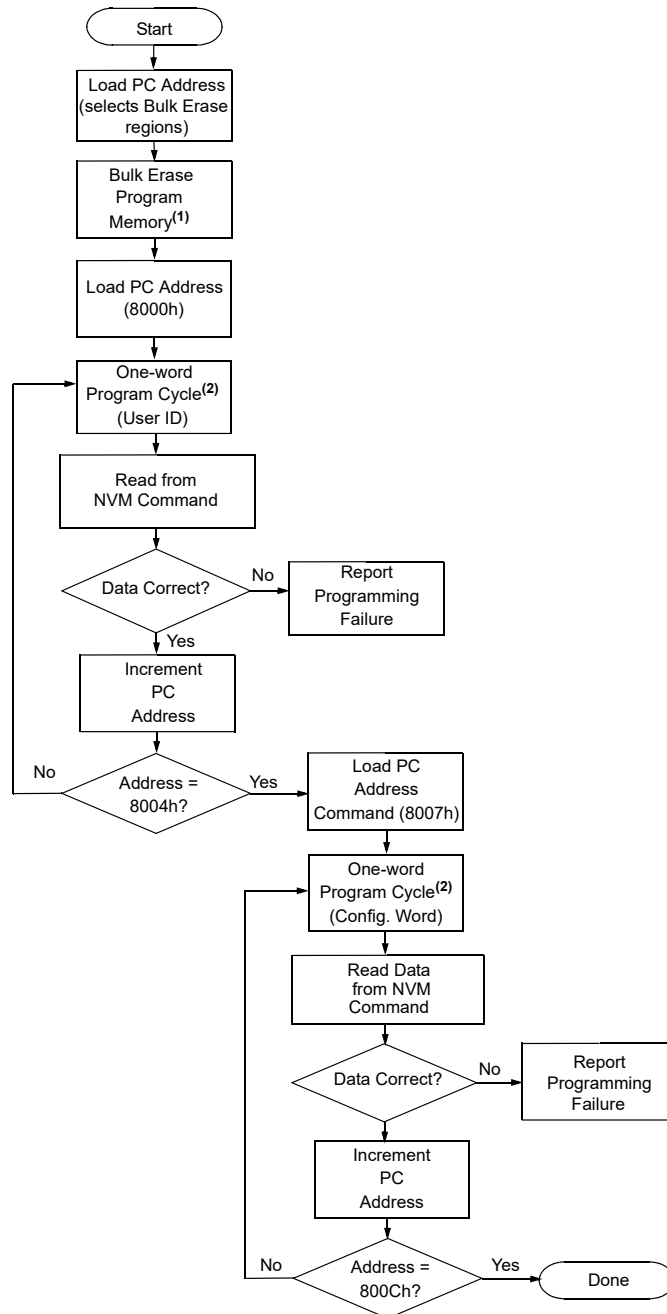 Start
Load PC Address
(selects Bulk Erase
regions)
Bulk Erase
Program
Memory(1)
Load PC Address
(8000h)
One-word
Program Cycle(2)
(User ID)
Read from
NVM Command
Data Correct?
No
Report
Programming
Failure
Yes
Increment
PC
Address
No
Address =
8004h?
Yes
Load PC
Address
Command (8007h)
One-word
Program Cycle(2)
(Config. Word)
Read Data
from NVM
Command
Data Correct?
No
Report
Programming
Failure
Yes
Increment
PC
Address
No
Address =
800Ch?
Yes
Done